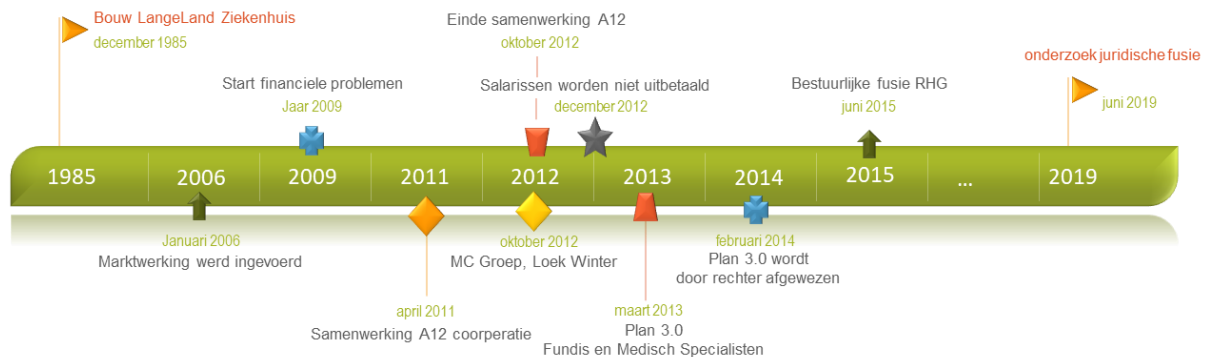 Bouw LangeLand Ziekenhuis
december 1985
Einde samenwerking A12
oktober 2012
onderzoek juridische fusie
juni 2019
Start financiele problemen
Jaar 2009
Salarissen worden niet uitbetaald
december 2012
Bestuurlijke fusie RHG
juni 2015
1985 2006 2009 2011 2012 2013 2014 2015 ... 2019
Januari 2006
Marktwerking werd ingevoerd
oktober 2012
MC Groep, Loek Winter
februari 2014
Plan 3.0 wordt
door rechter afgewezen
april 2011
Samenwerking A12 coorperatie
maart 2013
Plan 3.0
Fundis en Medisch Specialisten